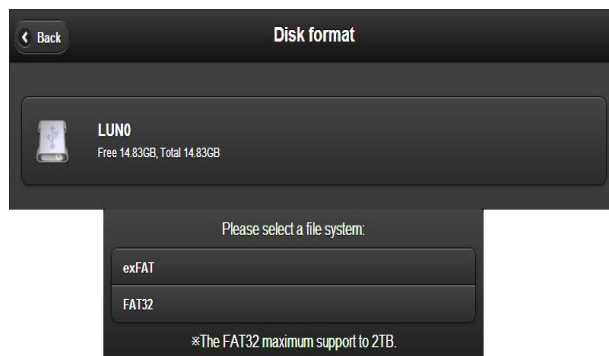 Back
Disk format
LUN0
Free 14.83GB, Total 14.83GB
Please select a file system:
exFAT
FAT32
※The FAT32 maximum support to 2TB.